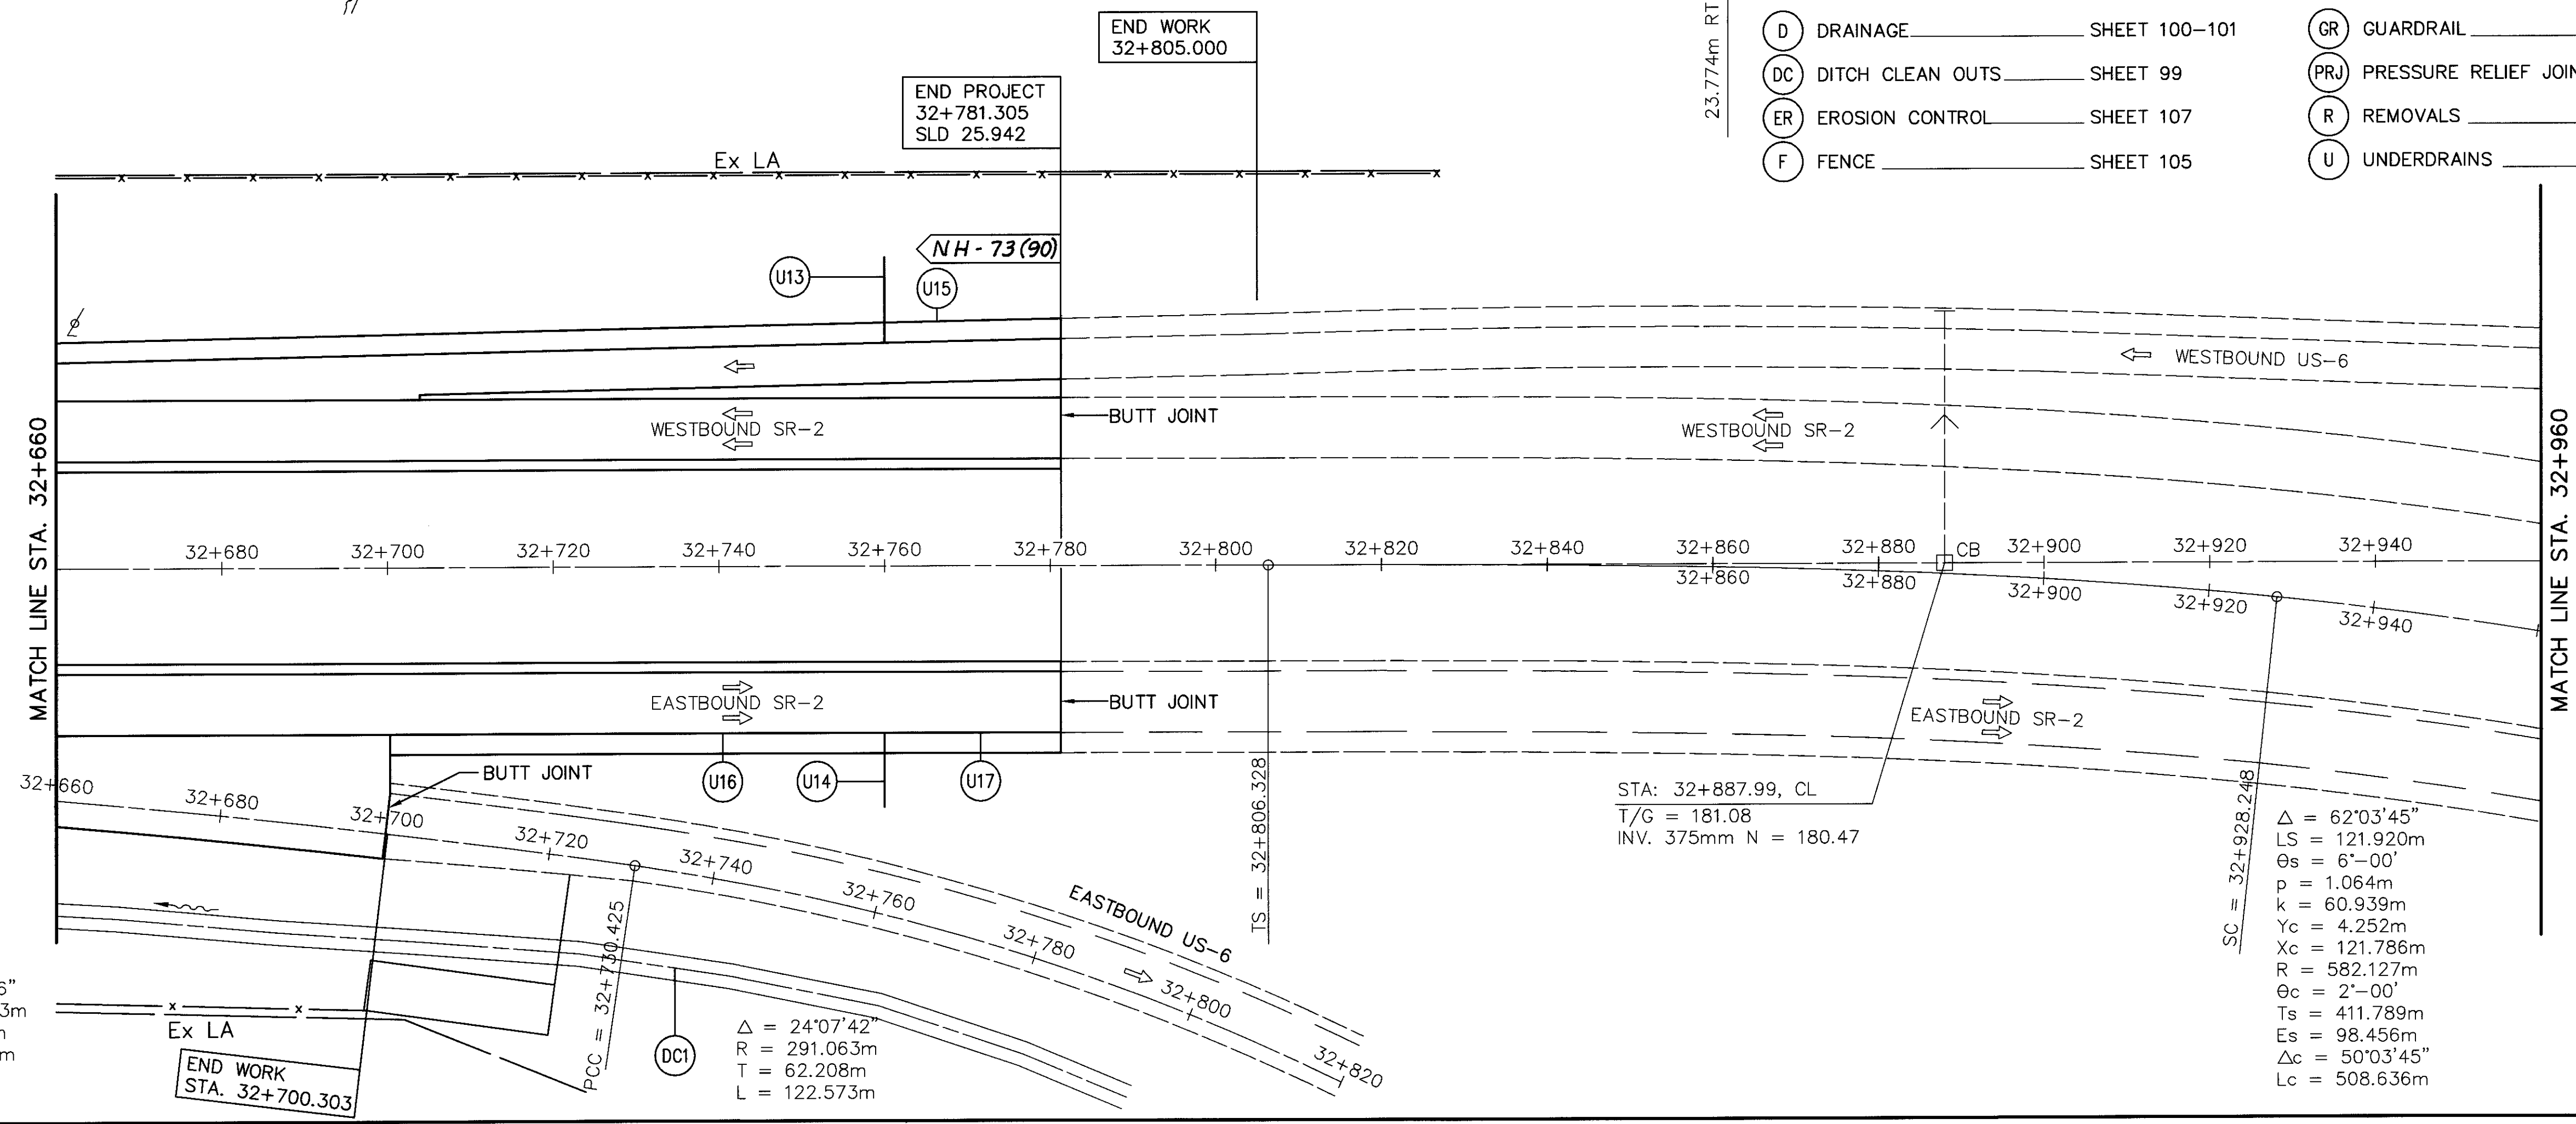 END WORK
32+805.000
END PROJECT
32+781.305
SLD 25.942
23.774m RT
D DRAINAGE SHEET 100-101
DC DITCH CLEAN OUTS SHEET 99
ER EROSION CONTROL SHEET 107
F FENCE SHEET 105
GR GUARDRAIL
PRJ PRESSURE RELIEF JOIN
R REMOVALS
U UNDERDRAINS
Ex LA
NH-73(90)
U13
U15
WESTBOUND US-6
BUTT JOINT
WESTBOUND SR-2
WESTBOUND SR-2
MATCH LINE STA. 32+660
MATCH LINE STA. 32+960
32+680 32+700 32+720 32+740 32+760 32+780 32+800 32+820 32+840 32+860 32+880 CB 32+900 32+920 32+940
32+860 32+880 32+900 32+920 32+940
EASTBOUND SR-2
BUTT JOINT
EASTBOUND SR-2
U16
U14
U17
BUTT JOINT
32+660 32+680 32+700 32+720 32+740 32+760 32+780 32+800 32+820
EASTBOUND US-6
TS = 32+806.328
STA: 32+887.99, CL
T/G = 181.08
INV. 375mm N = 180.47
SC = 32+928.248
Δ = 62°03'45"
LS = 121.920m
Θs = 6°-00'
p = 1.064m
k = 60.939m
Yc = 4.252m
Xc = 121.786m
R = 582.127m
Θc = 2°-00'
Ts = 411.789m
Es = 98.456m
Δc = 50°03'45"
Lc = 508.636m
PCC = 32+730.425
DC1
Δ = 24°07'42"
R = 291.063m
T = 62.208m
L = 122.573m
6"
3m
m
Ex LA
END WORK
STA. 32+700.303